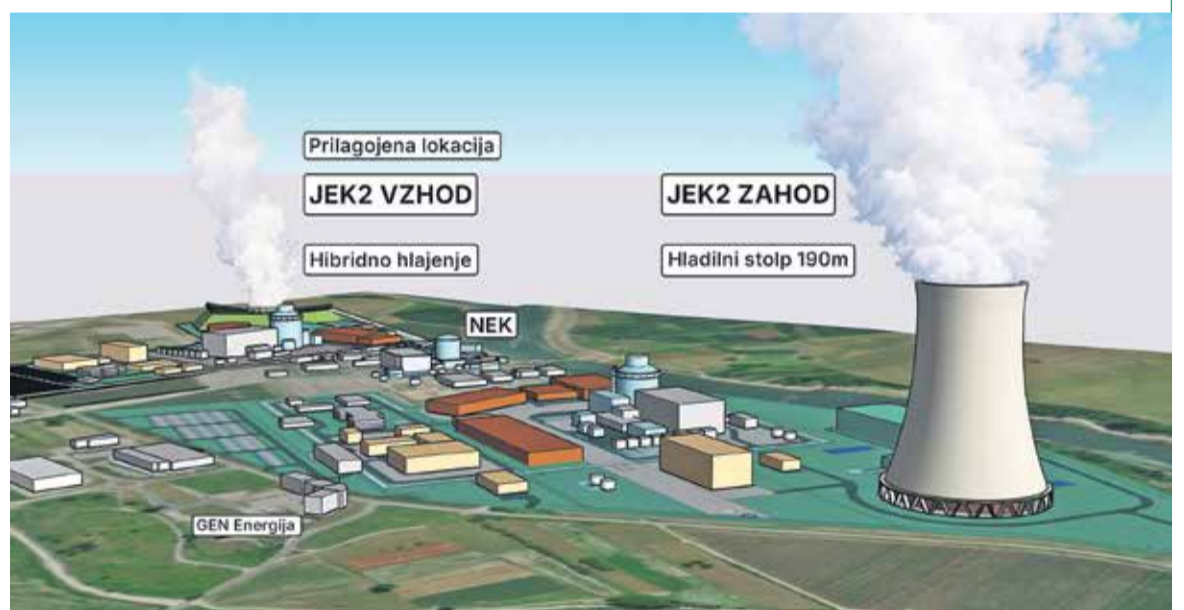 Prilagojena lokacija
JEK2 VZHOD
Hibridno hlajenje
JEK2 ZAHOD
Hladilni stolp 190m
NEK
GEN Energija